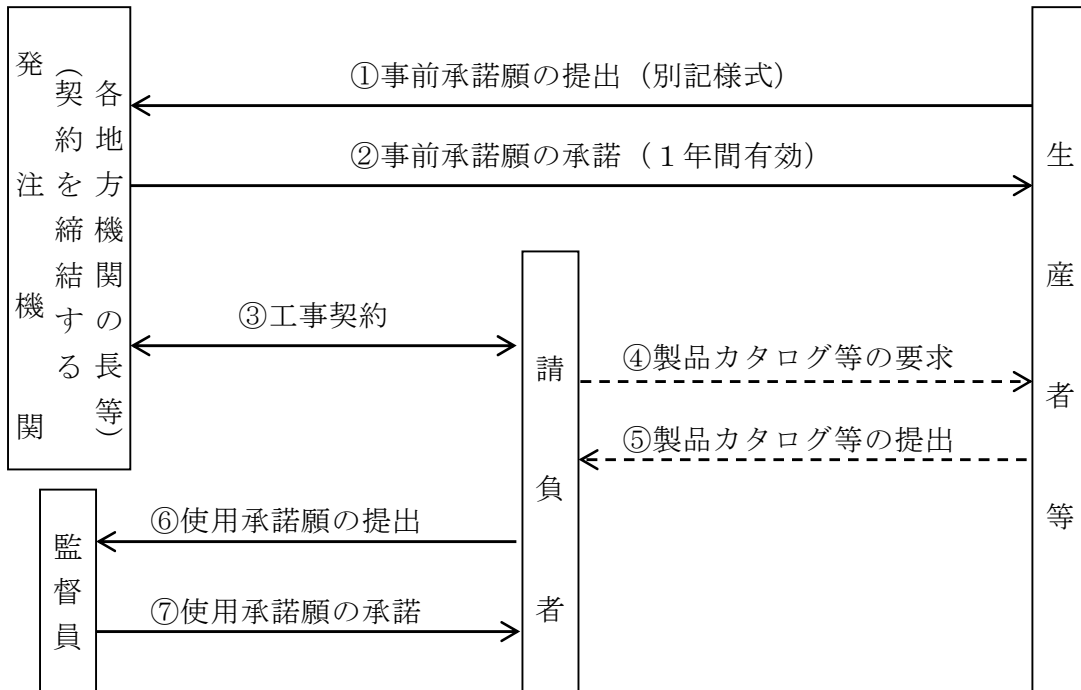 発注機関
(契約を締結する
各地方機関の長等)
①事前承諾願の提出(別記様式)
②事前承諾願の承諾(1年間有効)
生産者等
③工事契約
請負者
④製品カタログ等の要求
⑤製品カタログ等の提出
監督員
⑥使用承諾願の提出
⑦使用承諾願の承諾